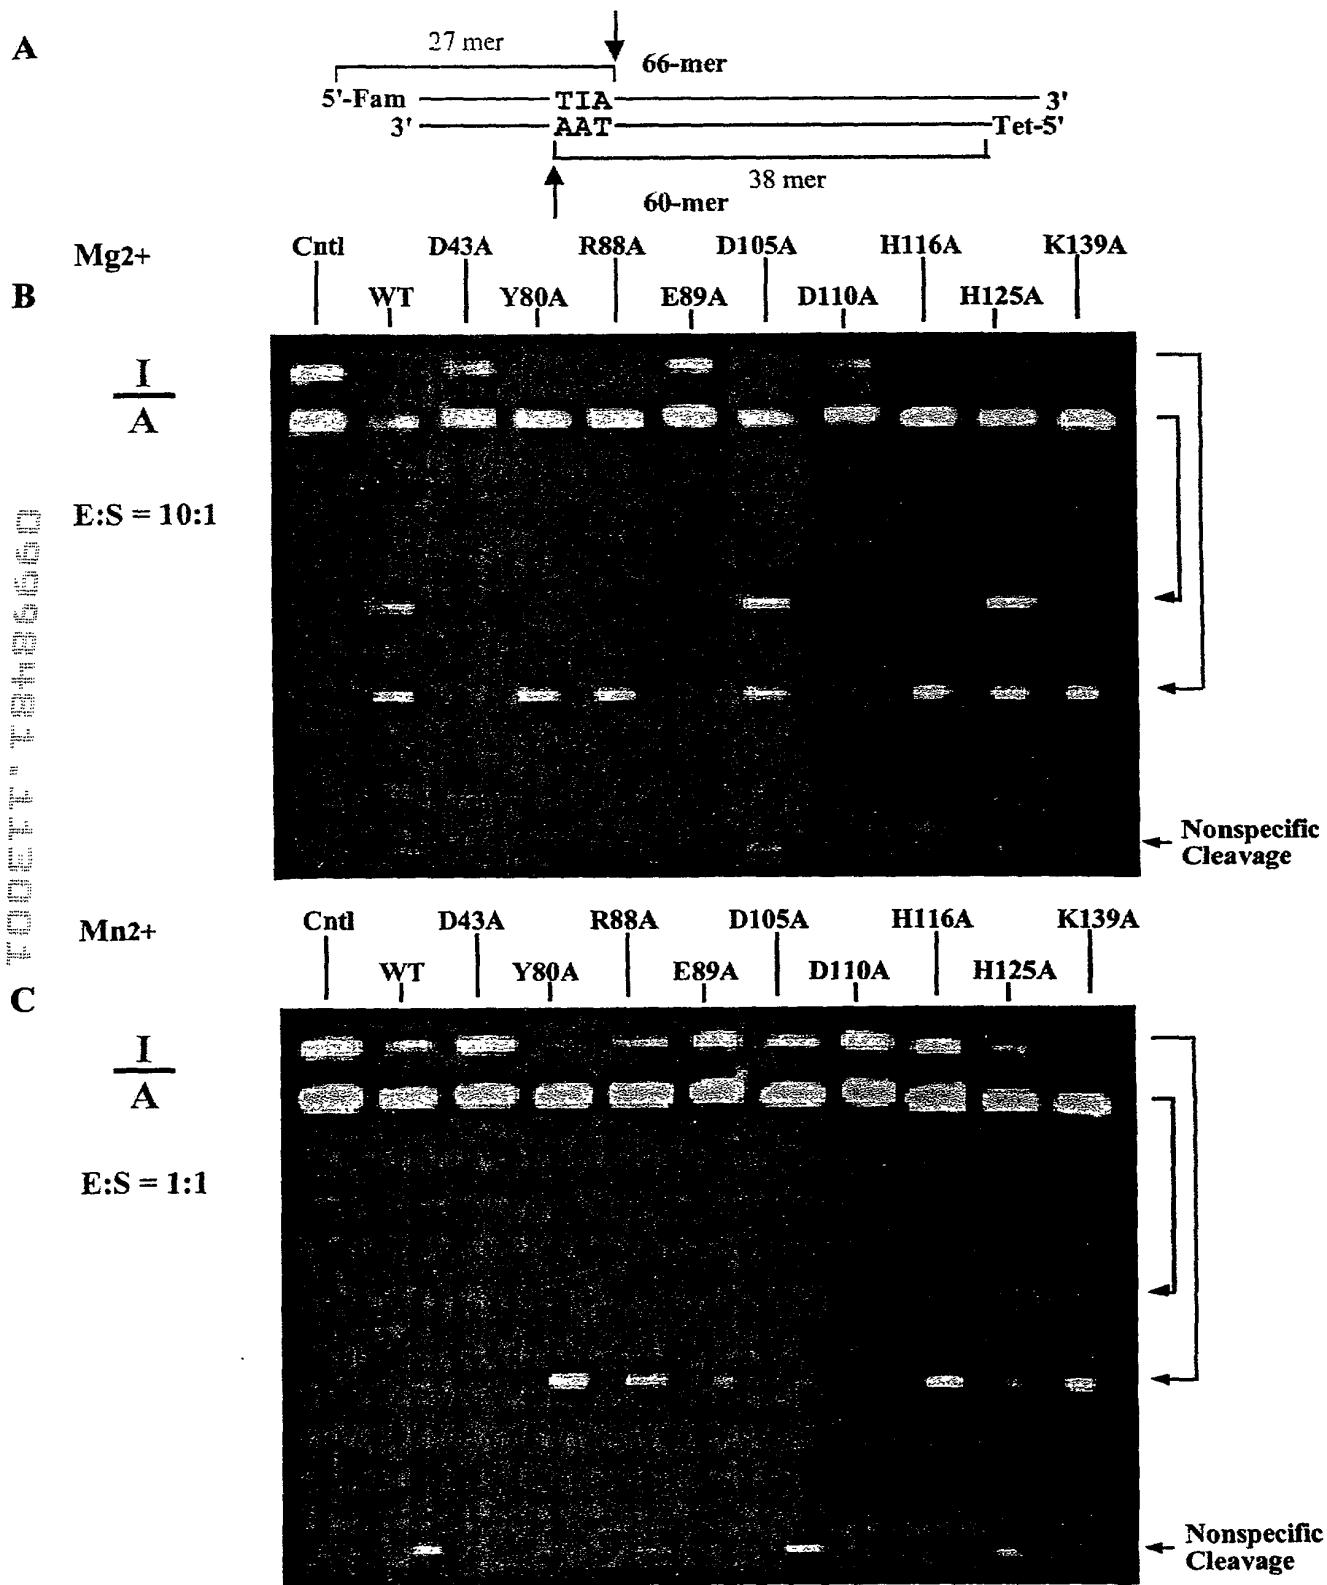 A
27 mer
66-mer
5'-Fam TIA 3'
3' AAT Tet-5'
38 mer
60-mer
Mg2+
Cntl D43A R88A D105A H116A K139A
B
WT Y80A E89A D110A H125A
I
A
E:S = 10:1
Nonspecific
Cleavage
Mn2+
Cntl D43A R88A D105A H116A K139A
WT Y80A E89A D110A H125A
C
I
A
E:S = 1:1
Nonspecific
Cleavage